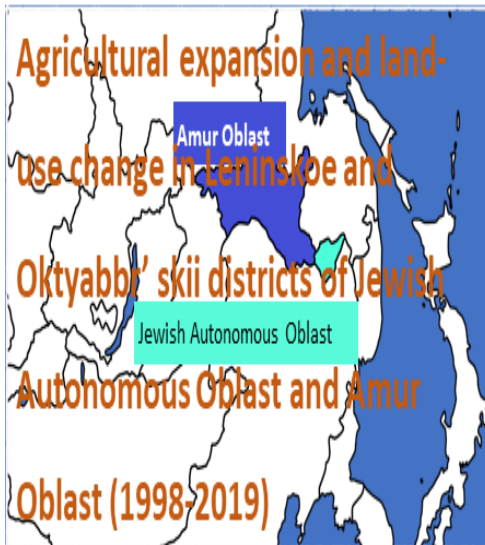 Agricultural expansion and land-
Amur Oblast
use change in Leninskoe and
Oktyabbr’ skii districts of Jewish
Jewish Autonomous Oblast
Autonomous Oblast and Amur
Oblast (1998-2019)